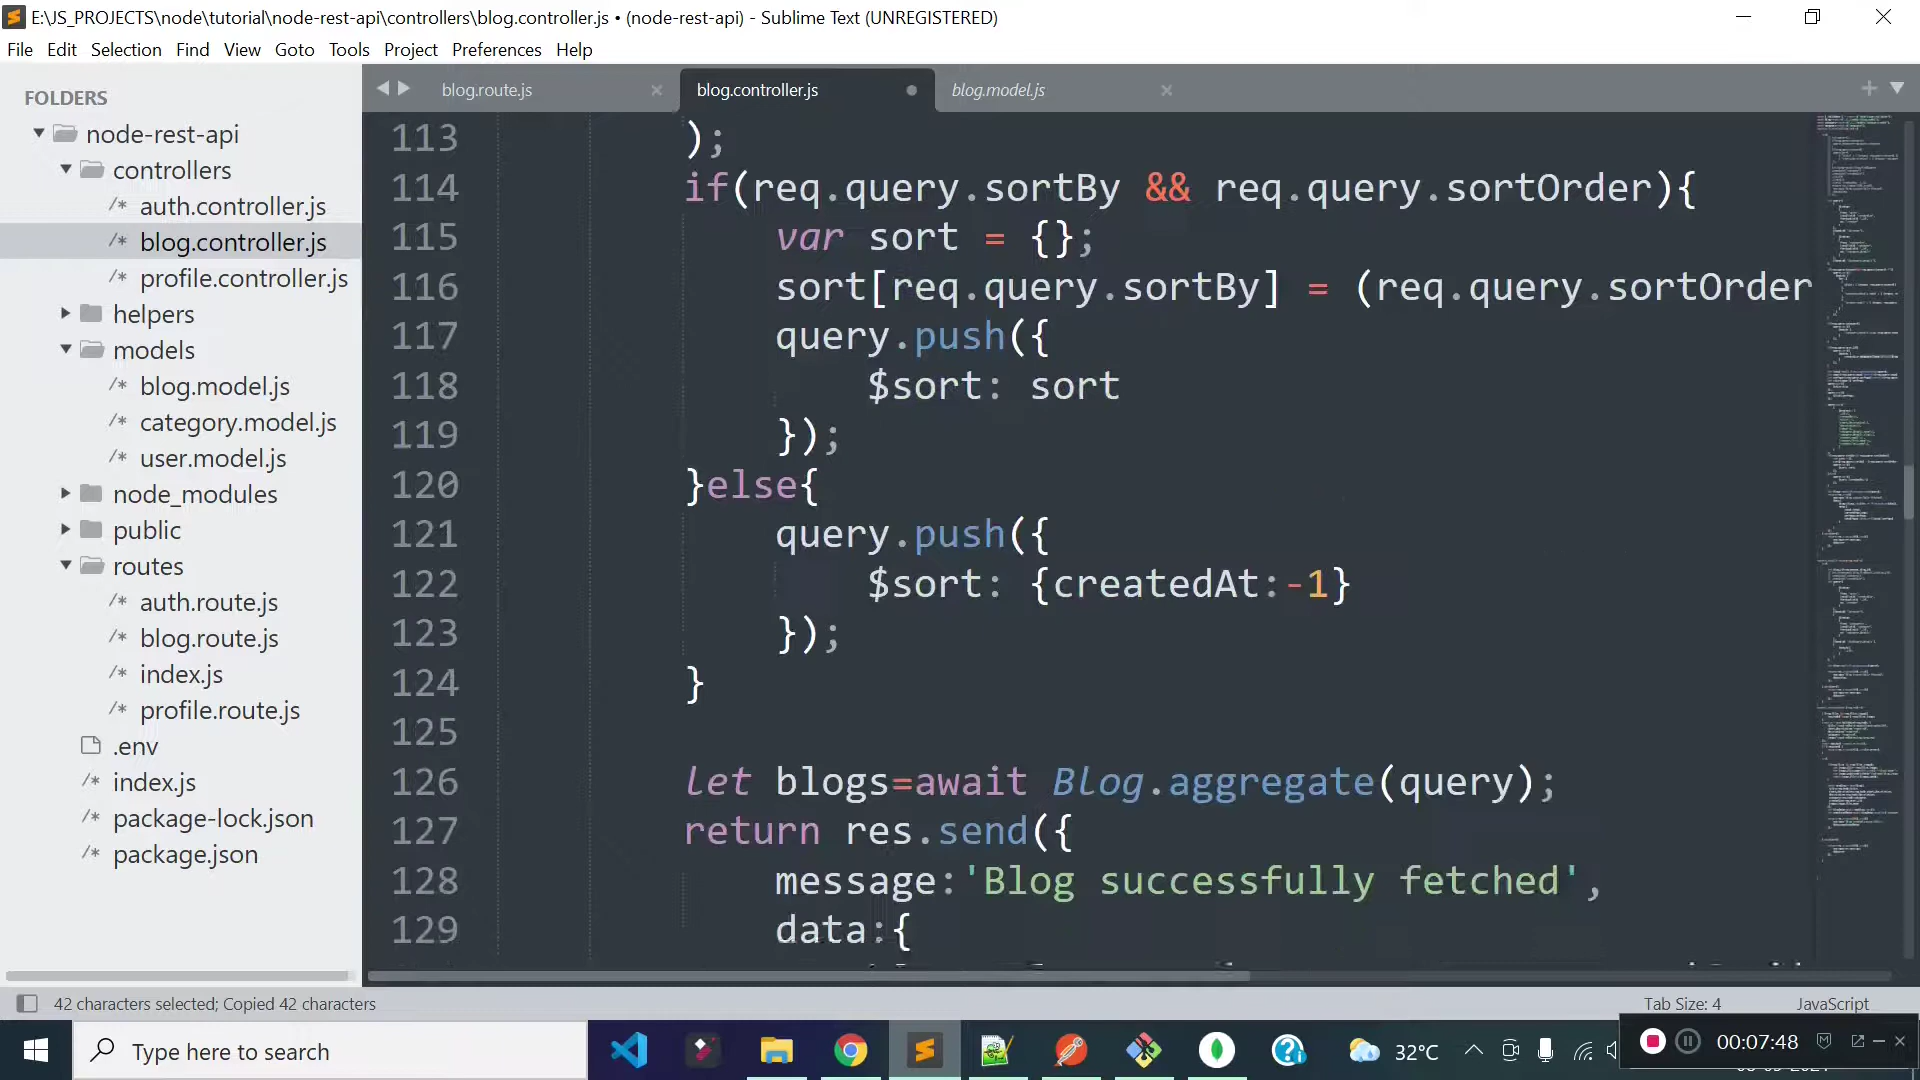 E:\JS_PROJECTS\node\tutorial\node-rest-api\controllers\blog.controller.js • (node-rest-api) - Sublime Text (UNREGISTERED)
File Edit Selection Find View Goto Tools Project Preferences Help
FOLDERS
node-rest-api
controllers
/* auth.controller.js
/* blog.controller.js
/* profile.controller.js
helpers
models
/* blog.model.js
/* category.model.js
/* user.model.js
node_modules
public
routes
/* auth.route.js
/* blog.route.js
/* index.js
/* profile.route.js
.env
/* index.js
/* package-lock.json
/* package.json
blog.route.js
blog.controller.js
blog.model.js
113 );
114 if(req.query.sortBy && req.query.sortOrder){
115 var sort = {};
116 sort[req.query.sortBy] = (req.query.sortOrder
117 query.push({
118 $sort: sort
119 });
120 }else{
121 query.push({
122 $sort: {createdAt:-1}
123 });
124 }
125
126 let blogs=await Blog.aggregate(query);
127 return res.send({
128 message:'Blog successfully fetched',
129 data:{
42 characters selected; Copied 42 characters
Tab Size: 4
JavaScript
Type here to search
32°C
00:07:48